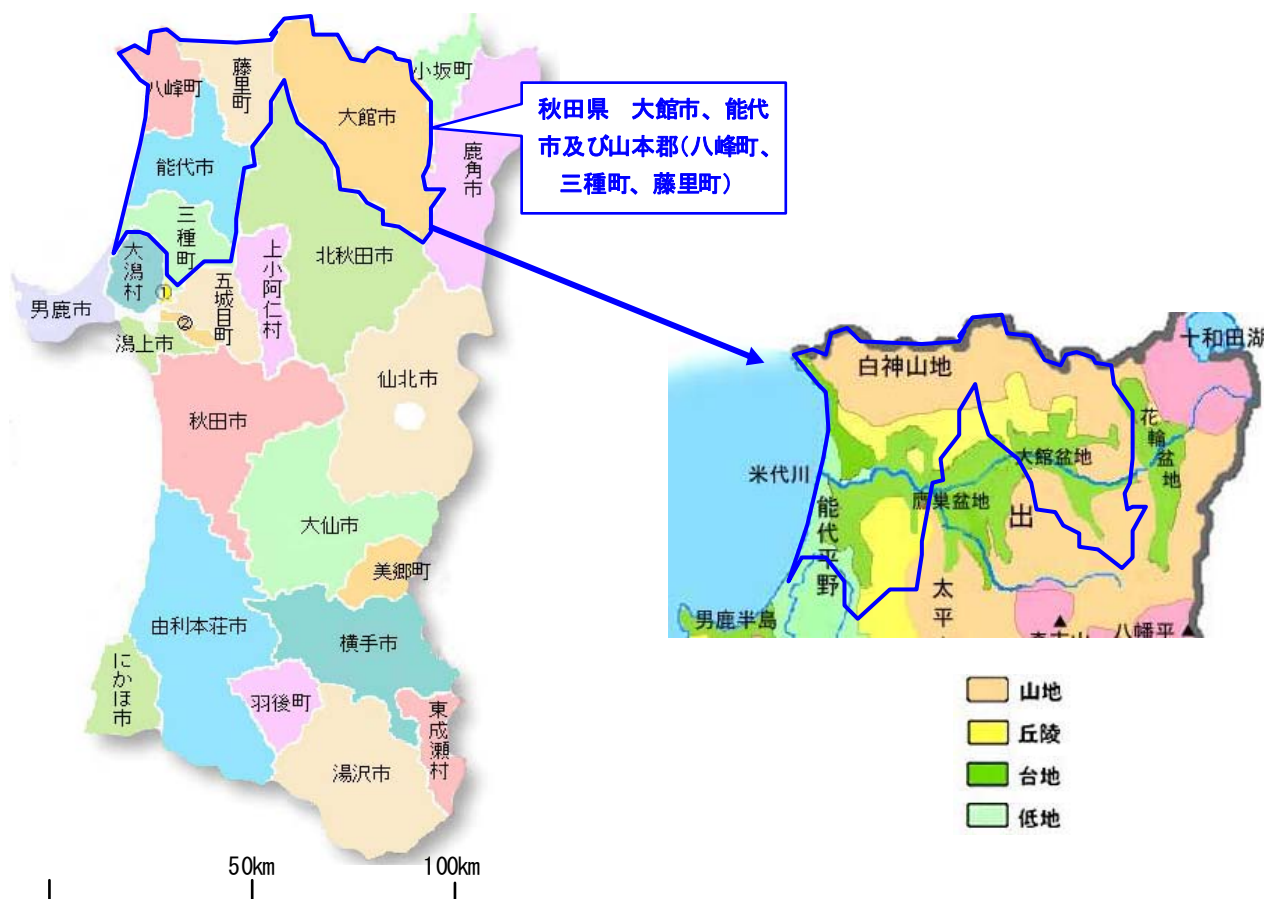 八峰町
藤里町
大館市
小坂町
鹿角市
能代市
三種町
大潟村
北秋田市
上小阿仁村
五城目町
①
②
男鹿市
潟上市
仙北市
秋田市
大仙市
美郷町
由利本荘市
横手市
にかほ市
羽後町
東成瀬村
湯沢市
50km
100km
秋田県 大館市、能代
市及び山本郡(八峰町、
三種町、藤里町)
白神山地
十和田湖
花輪盆地
大館盆地
米代川
鷹巣盆地
能代平野
出
太平
男鹿半島
八幡平
山地
丘陵
台地
低地